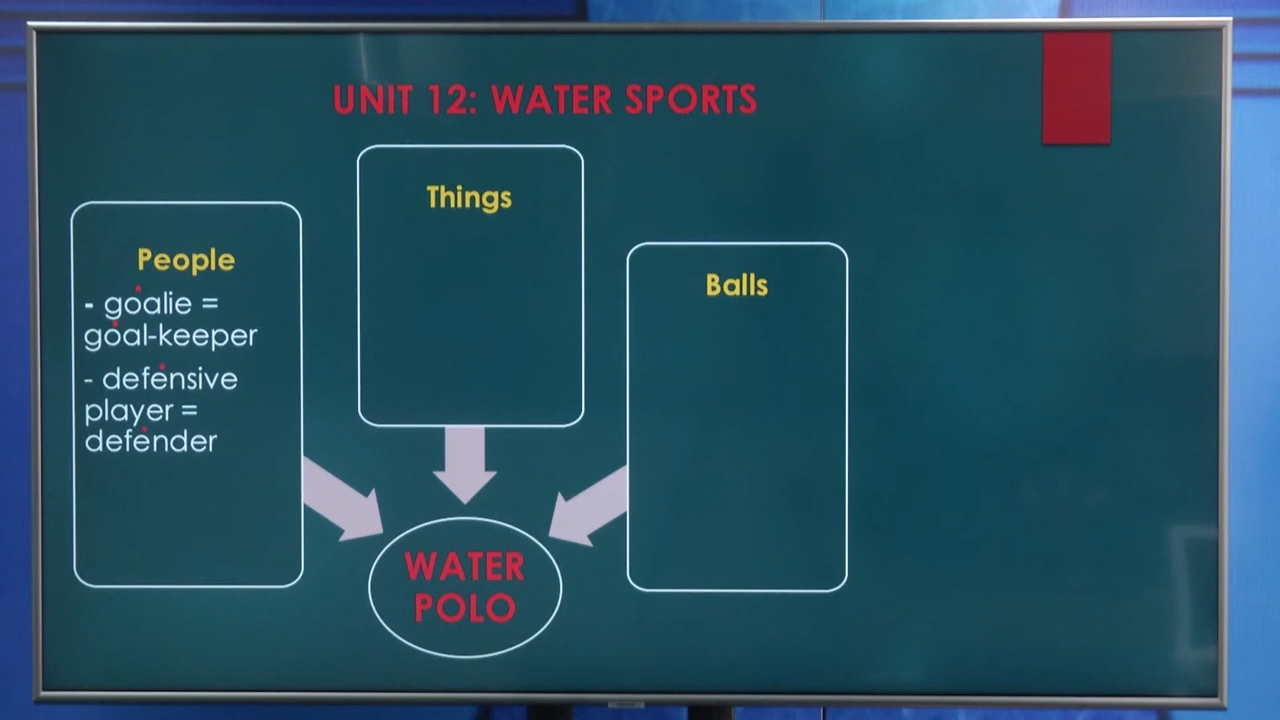 UNIT 12: WATER SPORTS
People
- goalie =
goal-keeper
- defensive
player =
defender
Things
Balls
WATER
POLO